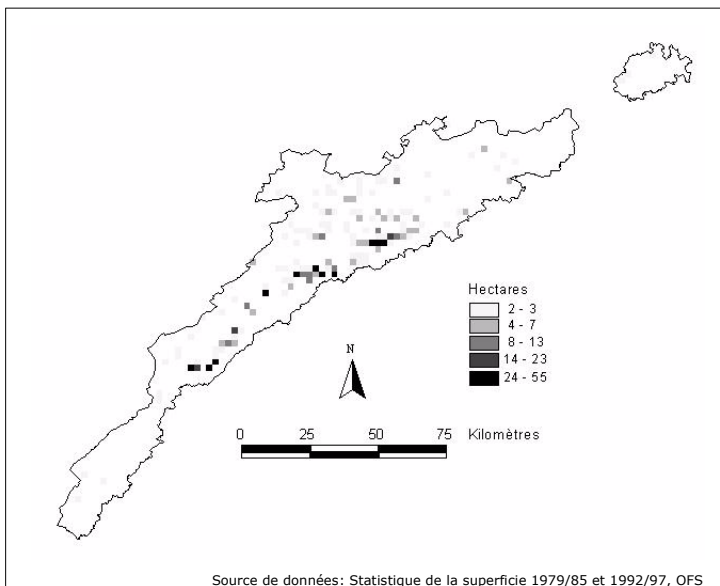 Hectares
2 - 3
4 - 7
8 - 13
14 - 23
24 - 55
N
0 25 50 75 Kilomètres
Source de données: Statistique de la superficie 1979/85 et 1992/97, OFS